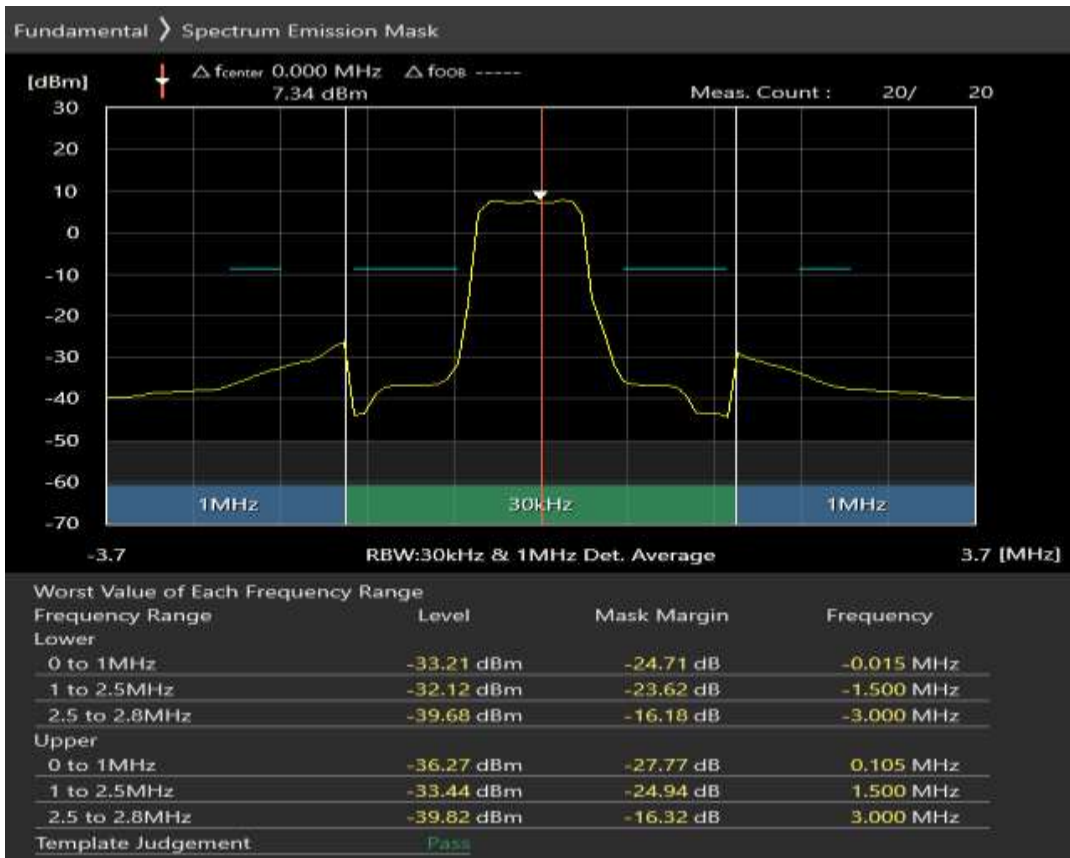 Fundamental 〉 Spectrum Emission Mask
△ fcenter 0.000 MHz △ fOOB -----
[dBm]
7.34 dBm Meas. Count : 20/ 20
30
20
10
0
-10
-20
-30
-40
-50
-60
1MHz 30kHz 1MHz
-70
-3.7 RBW:30kHz & 1MHz Det. Average 3.7 [MHz]
Worst Value of Each Frequency Range
Frequency Range Level Mask Margin Frequency
Lower
0 to 1MHz -33.21 dBm -24.71 dB -0.015 MHz
1 to 2.5MHz -32.12 dBm -23.62 dB -1.500 MHz
2.5 to 2.8MHz -39.68 dBm -16.18 dB -3.000 MHz
Upper
0 to 1MHz -36.27 dBm -27.77 dB 0.105 MHz
1 to 2.5MHz -33.44 dBm -24.94 dB 1.500 MHz
2.5 to 2.8MHz -39.82 dBm -16.32 dB 3.000 MHz
Template Judgement Pass